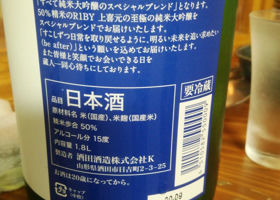 すべて純米大吟醸のスペシャルブレンド」となります。
50%精米のR1BY 上喜元の至極の純米大吟醸を
スペシャルブレンドでお届けいたします。
"すこしずつ日常を取り戻せるように、明るい未来を追い求めたい
(be after)"という願いを込めてお届けいたします。
また皆様と笑顔でお会いできる日を
蔵人一同心待ちにしています。
品目 日本酒
要冷蔵
原材料名 米(国産)、米麹(国産米)
精米歩合 50%
アルコール分 15度
内容量 1.8L
製造者 酒田酒造株式会社K
山形県酒田市日吉町2-3-25
お酒は20歳になってから。
20.09